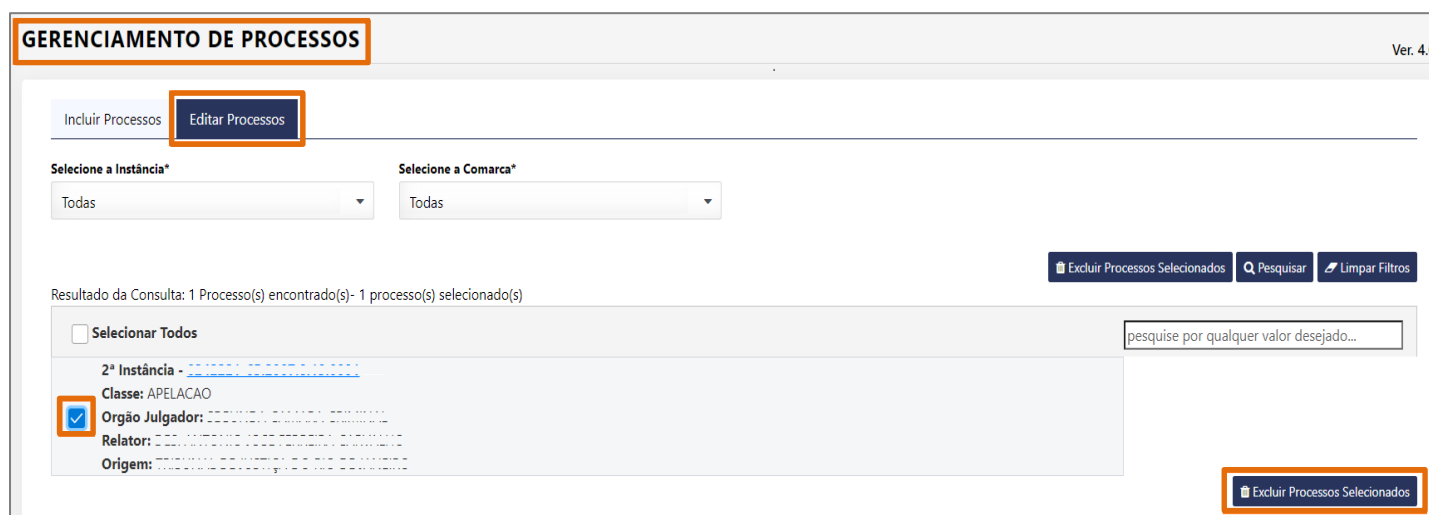 GERENCIAMENTO DE PROCESSOS
Ver. 4.
Incluir Processos Editar Processos
Selecione a Instância* Selecione a Comarca*
Todas Todas
Excluir Processos Selecionados Pesquisar Limpar Filtros
Resultado da Consulta: 1 Processo(s) encontrado(s)- 1 processo(s) selecionado(s)
Selecionar Todos pesquise por qualquer valor desejado...
2ª Instância -
Classe: APELACAO
Orgão Julgador:
Relator:
Origem:
Excluir Processos Selecionados